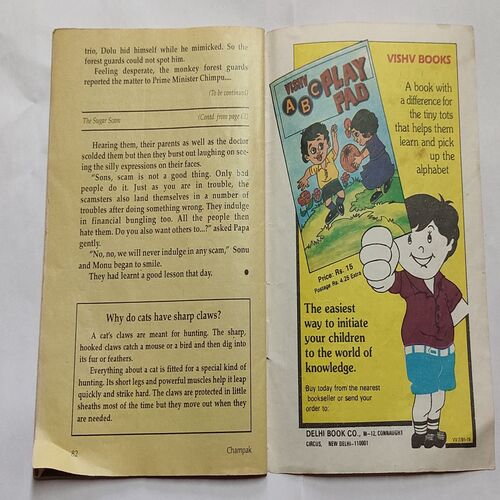 trio, Dolu hid himself while he mimicked. So the
forest guards could not spot him.
Feeling desperate, the monkey forest guards
reported the matter to Prime Minister Chimpu....
(To be continued)
The Sugar Scam
(Contd. from page 13)
Hearing them, their parents as well as the doctor
scolded them but then they burst out laughing on see-
ing the silly expressions on their faces.
"Sons, scam is not a good thing. Only bad
people do it. Just as you are in trouble, the
scamsters also land themselves in a number of
troubles after doing something wrong. They indulge
in financial bungling too. All the people then
hate them. Do you also want others to...?" asked Papa
gently.
"No, no, we will never indulge in any scam," Sonu
and Monu began to smile.
They had learnt a good lesson that day.
Why do cats have sharp claws?
A cat's claws are meant for hunting. The sharp,
hooked claws catch a mouse or a bird and then dig into
its fur or feathers.
Everything about a cat is fitted for a special kind of
hunting. Its short legs and powerful muscles help it leap
quickly and strike hard. The claws are protected in little
sheaths most of the time but they move out when they
are needed.
82
Champak
VISHV BOOKS
A book with
a difference for
the tiny tots
that helps them
learn and pick
up the
alphabet
VISHV
ABC PLAY
PAD
Price: Rs. 15
Postage Rs. 4.25 Extra
The easiest
way to initiate
your children
to the world of
knowledge.
Buy today from the nearest
bookseller or send your
order to:
DELHI BOOK CO., M-12, CONNAUGHT
CIRCUS, NEW DELHI-110001